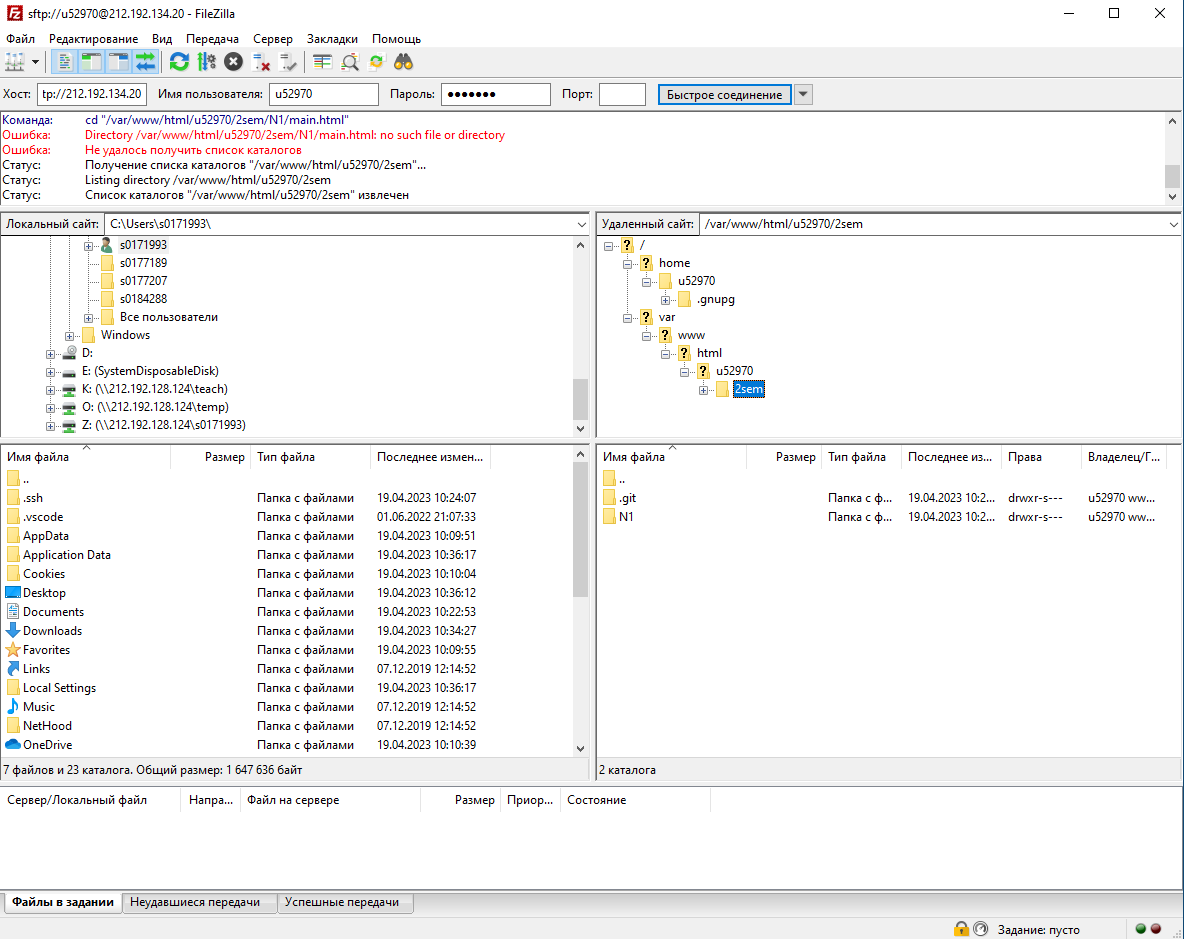 sftp://u52970@212.192.134.20 - FileZilla
Файл Редактирование Вид Передача Сервер Закладки Помощь
Хост: tp://212.192.134.20 Имя пользователя: u52970 Пароль: ●●●●●●● Порт: Быстрое соединение
Команда: cd "/var/www/html/u52970/2sem/N1/main.html"
Ошибка: Directory /var/www/html/u52970/2sem/N1/main.html: no such file or directory
Ошибка: Не удалось получить список каталогов
Статус: Получение списка каталогов "/var/www/html/u52970/2sem"...
Статус: Listing directory /var/www/html/u52970/2sem
Статус: Список каталогов "/var/www/html/u52970/2sem" извлечен
Локальный сайт: C:\Users\s0171993\
s0171993
s0177189
s0177207
s0184288
Все пользователи
Windows
D:
E: (SystemDisposableDisk)
K: (\\212.192.128.124\teach)
O: (\\212.192.128.124\temp)
Z: (\\212.192.128.124\s0171993)
Удаленный сайт: /var/www/html/u52970/2sem
/
home
u52970
.gnupg
var
www
html
u52970
2sem
Имя файла Размер Тип файла Последнее измен...
..
.ssh Папка с файлами 19.04.2023 10:24:07
.vscode Папка с файлами 01.06.2022 21:07:33
AppData Папка с файлами 19.04.2023 10:09:51
Application Data Папка с файлами 19.04.2023 10:36:17
Cookies Папка с файлами 19.04.2023 10:10:04
Desktop Папка с файлами 19.04.2023 10:36:12
Documents Папка с файлами 19.04.2023 10:22:53
Downloads Папка с файлами 19.04.2023 10:34:27
Favorites Папка с файлами 19.04.2023 10:09:55
Links Папка с файлами 07.12.2019 12:14:52
Local Settings Папка с файлами 19.04.2023 10:36:17
Music Папка с файлами 07.12.2019 12:14:52
NetHood Папка с файлами 07.12.2019 12:14:52
OneDrive Папка с файлами 19.04.2023 10:10:39
7 файлов и 23 каталога. Общий размер: 1 647 636 байт
Имя файла Размер Тип файла Последнее из... Права Владелец/Г...
..
.git Папка с ф... 19.04.2023 10:2... drwxr-s--- u52970 ww...
N1 Папка с ф... 19.04.2023 10:2... drwxr-s--- u52970 ww...
2 каталога
Сервер/Локальный файл Напра... Файл на сервере Размер Приор... Состояние
Файлы в задании Неудавшиеся передачи Успешные передачи
Задание: пусто